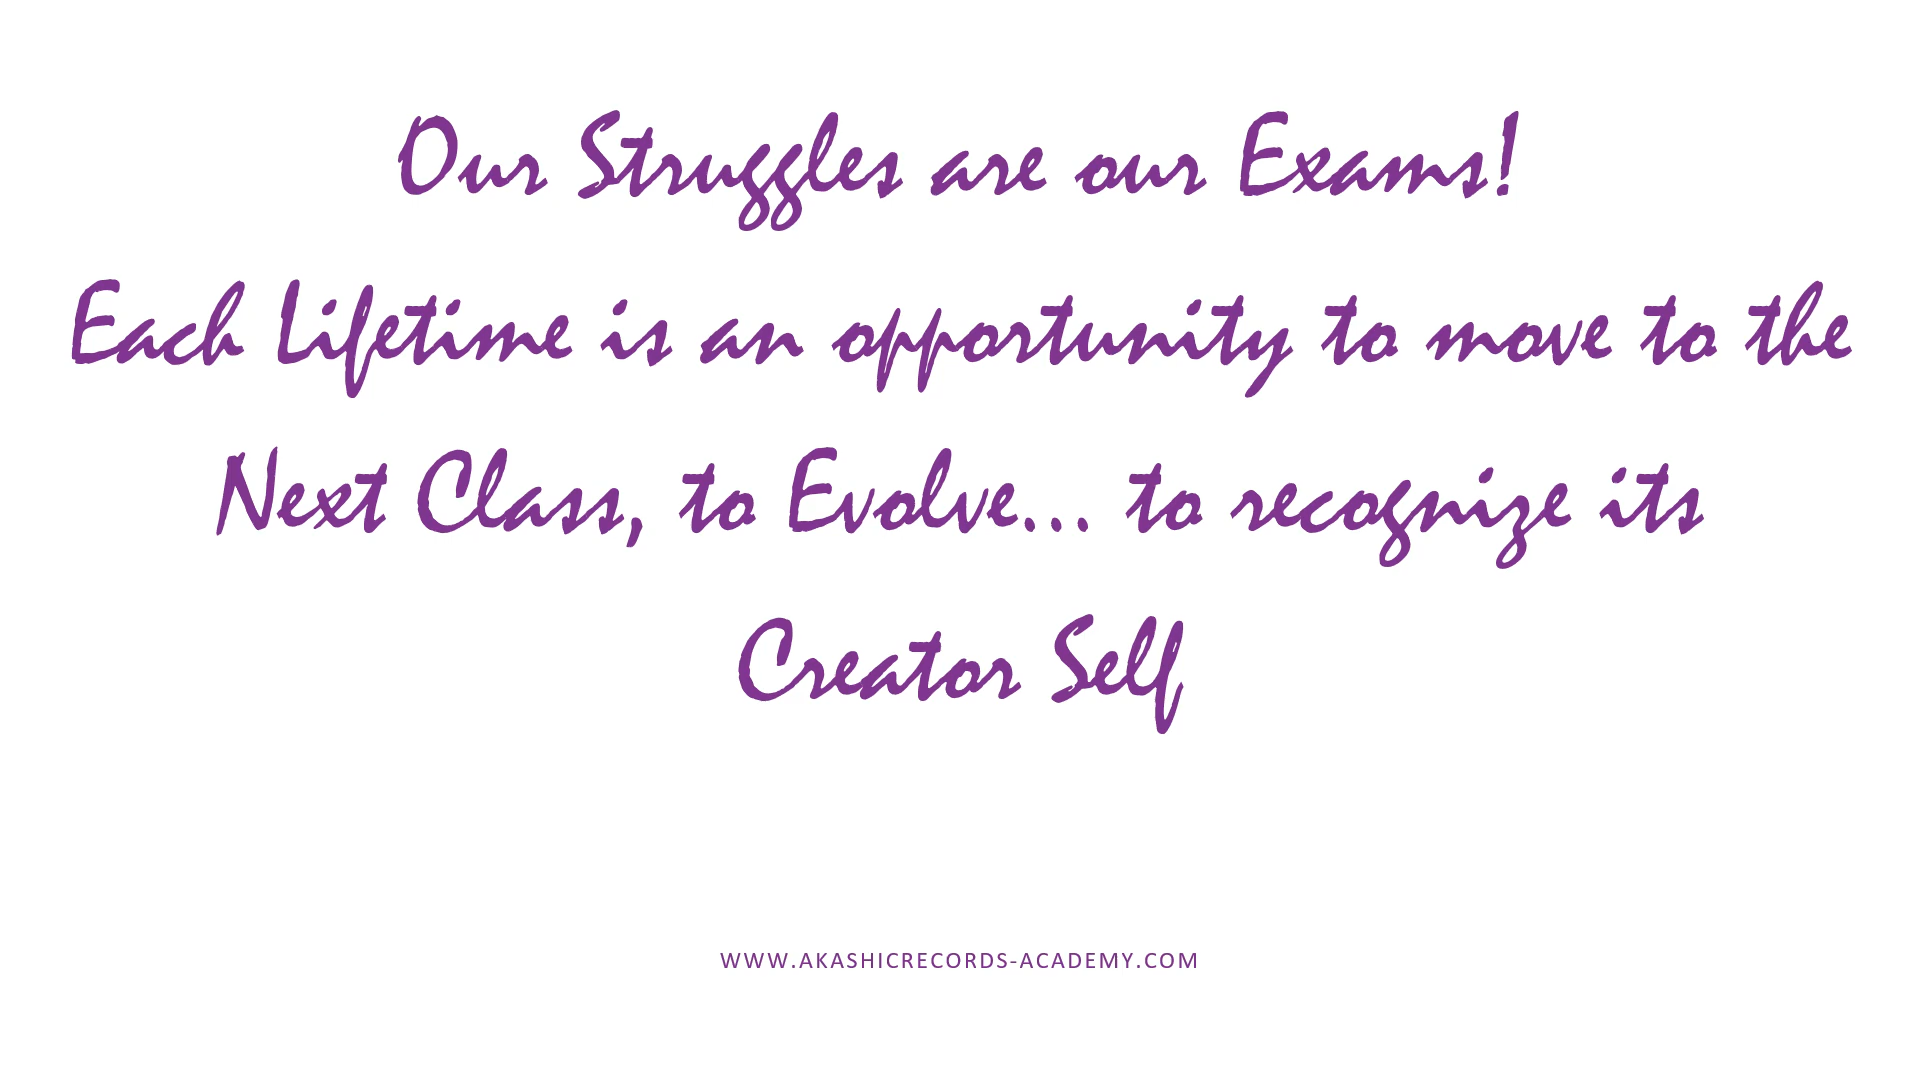 Our Struggles are our Exams!
Each Lifetime is an opportunity to move to the
Next Class, to Evolve... to recognize its
Creator Self
WWW.AKASHICRECORDS-ACADEMY.COM